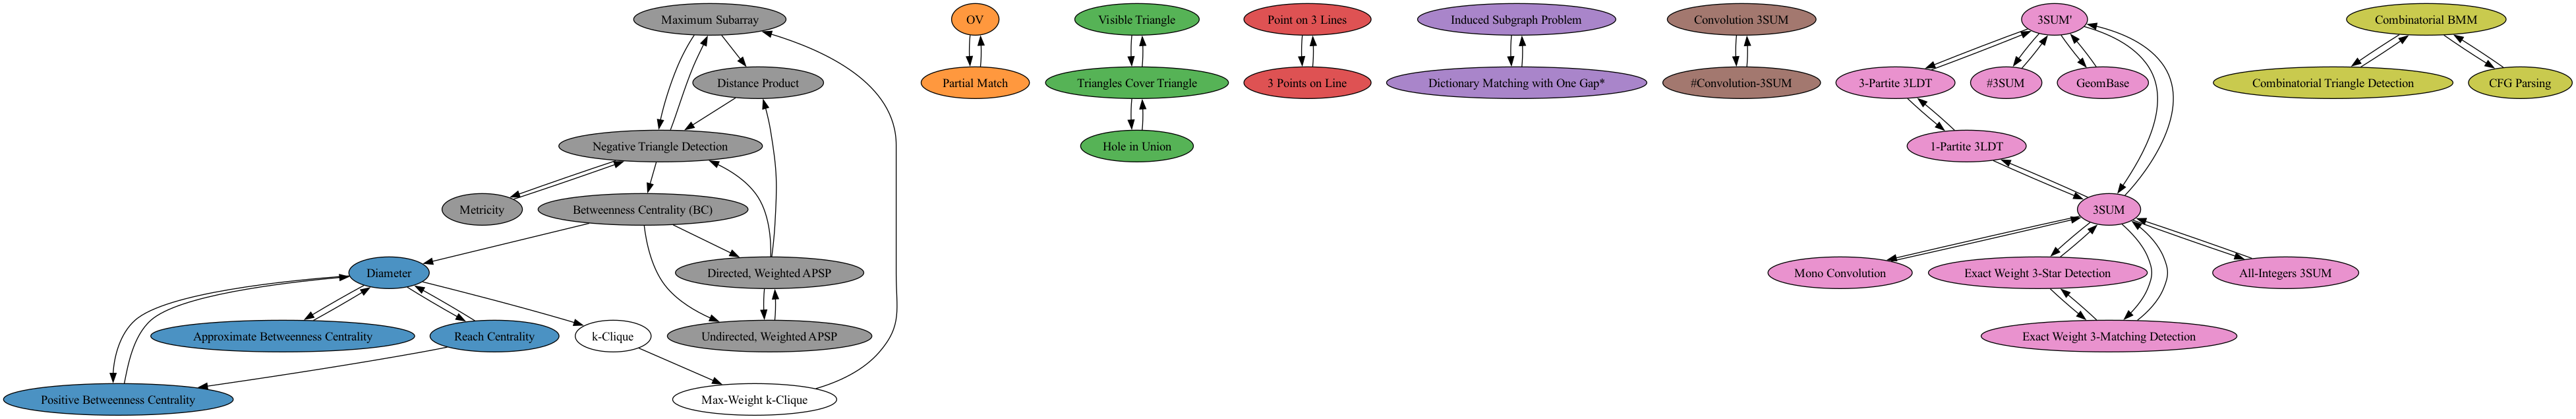 Maximum Subarray
OV
Visible Triangle
Point on 3 Lines
Induced Subgraph Problem
Convolution 3SUM
3SUM'
Combinatorial BMM
Distance Product
Partial Match
Triangles Cover Triangle
3 Points on Line
Dictionary Matching with One Gap*
#Convolution-3SUM
3-Partite 3LDT
#3SUM
GeomBase
Combinatorial Triangle Detection
CFG Parsing
Negative Triangle Detection
Hole in Union
1-Partite 3LDT
Metricity
Betweenness Centrality (BC)
3SUM
Diameter
Directed, Weighted APSP
Mono Convolution
Exact Weight 3-Star Detection
All-Integers 3SUM
Approximate Betweenness Centrality
Reach Centrality
k-Clique
Undirected, Weighted APSP
Exact Weight 3-Matching Detection
Positive Betweenness Centrality
Max-Weight k-Clique